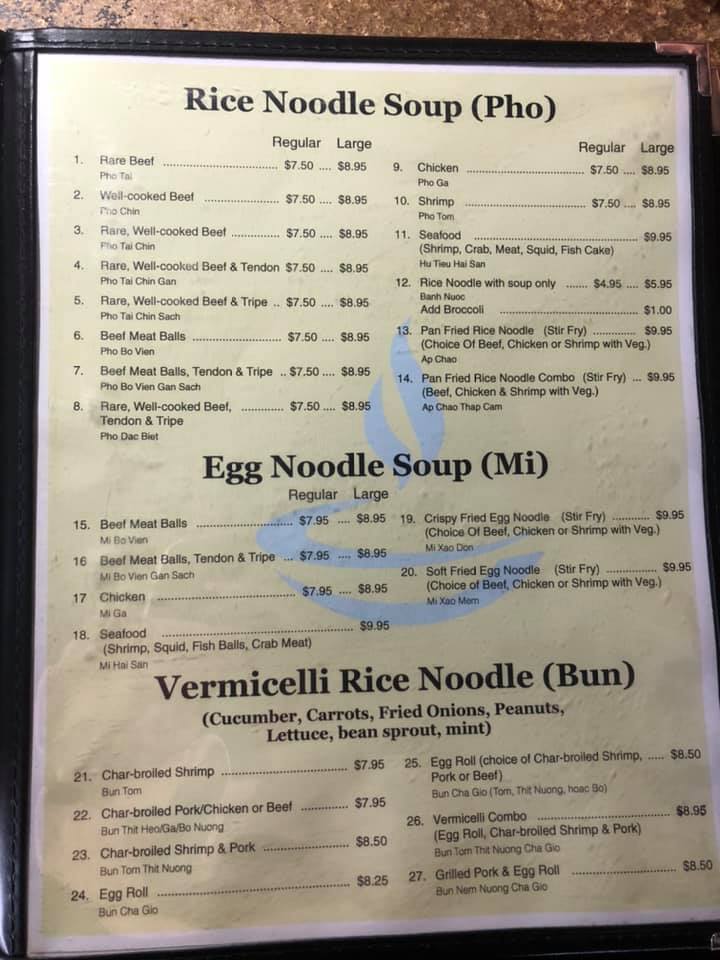 Rice Noodle Soup (Pho)
Regular Large
1. Rare Beef ............ $7.50 .... $8.95
Pho Tai
2. Well-cooked Beef ............ $7.50 .... $8.95
Pho Chin
3. Rare, Well-cooked Beef ............ $7.50 .... $8.95
Pho Tai Chin
4. Rare, Well-cooked Beef & Tendon $7.50 .... $8.95
Pho Tai Chin Gan
5. Rare, Well-cooked Beef & Tripe .. $7.50 .... $8.95
Pho Tai Chin Sach
6. Beef Meat Balls ............ $7.50 .... $8.95
Pho Bo Vien
7. Beef Meat Balls, Tendon & Tripe .. $7.50 .... $8.95
Pho Bo Vien Gan Sach
8. Rare, Well-cooked Beef, ............ $7.50 .... $8.95
Tendon & Tripe
Pho Dac Biet
Regular Large
9. Chicken ............ $7.50 .... $8.95
Pho Ga
10. Shrimp ............ $7.50 .... $8.95
Pho Tom
11. Seafood ............ $9.95
(Shrimp, Crab, Meat, Squid, Fish Cake)
Hu Tieu Hai San
12. Rice Noodle with soup only ....... $4.95 .... $5.95
Banh Nuoc
Add Broccoli ............ $1.00
13. Pan Fried Rice Noodle (Stir Fry) ............ $9.95
(Choice Of Beef, Chicken or Shrimp with Veg.)
Ap Chao
14. Pan Fried Rice Noodle Combo (Stir Fry) ... $9.95
(Beef, Chicken & Shrimp with Veg.)
Ap Chao Thap Cam
Egg Noodle Soup (Mi)
Regular Large
15. Beef Meat Balls ............ $7.95 .... $8.95
Mi Bo Vien
16 Beef Meat Balls, Tendon & Tripe ... $7.95 .... $8.95
Mi Bo Vien Gan Sach
17 Chicken ............ $7.95 .... $8.95
Mi Ga
18. Seafood ............ $9.95
(Shrimp, Squid, Fish Balls, Crab Meat)
Mi Hai San
19. Crispy Fried Egg Noodle (Stir Fry) ............ $9.95
(Choice Of Beef, Chicken or Shrimp with Veg.)
Mi Xao Don
20. Soft Fried Egg Noodle (Stir Fry) ............ $9.95
(Choice of Beef, Chicken or Shrimp with Veg.)
Mi Xao Mem
Vermicelli Rice Noodle (Bun)
(Cucumber, Carrots, Fried Onions, Peanuts,
Lettuce, bean sprout, mint)
21. Char-broiled Shrimp ............ $7.95
Bun Tom
22. Char-broiled Pork/Chicken or Beef ............ $7.95
Bun Thit Heo/Ga/Bo Nuong
23. Char-broiled Shrimp & Pork ............ $8.50
Bun Tom Thit Nuong
24. Egg Roll ............ $8.25
Bun Cha Gio
25. Egg Roll (choice of Char-broiled Shrimp, ..... $8.50
Pork or Beef)
Bun Cha Gio (Tom, Thit Nuong, hoac Bo)
26. Vermicelli Combo ............ $8.95
(Egg Roll, Char-broiled Shrimp & Pork)
Bun Tom Thit Nuong Cha Gio
27. Grilled Pork & Egg Roll ............ $8.50
Bun Nem Nuong Cha Gio